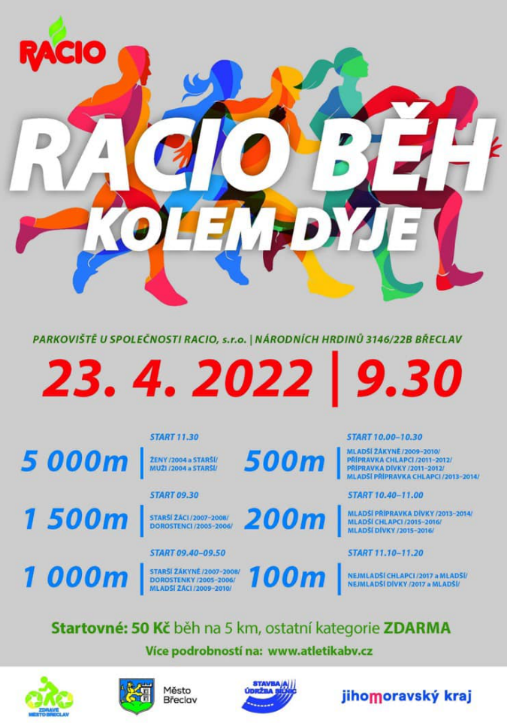 RACIO
RACIO BĚH
KOLEM DYJE
PARKOVIŠTĚ U SPOLEČNOSTI RACIO, s.r.o. | NÁRODNÍCH HRDINŮ 3146/22B BŘECLAV
23. 4. 2022 | 9.30
START 11.30
5 000m
ŽENY /2004 a STARŠÍ/
MUŽI /2004 a STARŠÍ/
START 10.00–10.30
500m
MLADŠÍ ŽÁKYNĚ /2009–2010/
PŘÍPRAVKA CHLAPCI /2011–2012/
PŘÍPRAVKA DÍVKY /2011–2012/
MLADŠÍ PŘÍPRAVKA CHLAPCI /2013–2014/
START 09.30
1 500m
STARŠÍ ŽÁCI /2007–2008/
DOROSTENCI /2005–2006/
START 10.40–11.00
200m
MLADŠÍ PŘÍPRAVKA DÍVKY /2013–2014/
MLADŠÍ CHLAPCI /2015–2016/
MLADŠÍ DÍVKY /2015–2016/
START 09.40–09.50
1 000m
STARŠÍ ŽÁKYNĚ /2007–2008/
DOROSTENKY /2005–2006/
MLADŠÍ ŽÁCI /2009–2010/
START 11.10–11.20
100m
NEJMLADŠÍ CHLAPCI /2017 a MLADŠÍ/
NEJMLADŠÍ DÍVKY /2017 a MLADŠÍ/
Startovné: 50 Kč běh na 5 km, ostatní kategorie ZDARMA
Více podrobností na: www.atletikabv.cz
ZDRAVÉ
MĚSTO BŘECLAV
Město
Břeclav
STAVBA A
ÚDRŽBA SILNIC
jihomoravský kraj